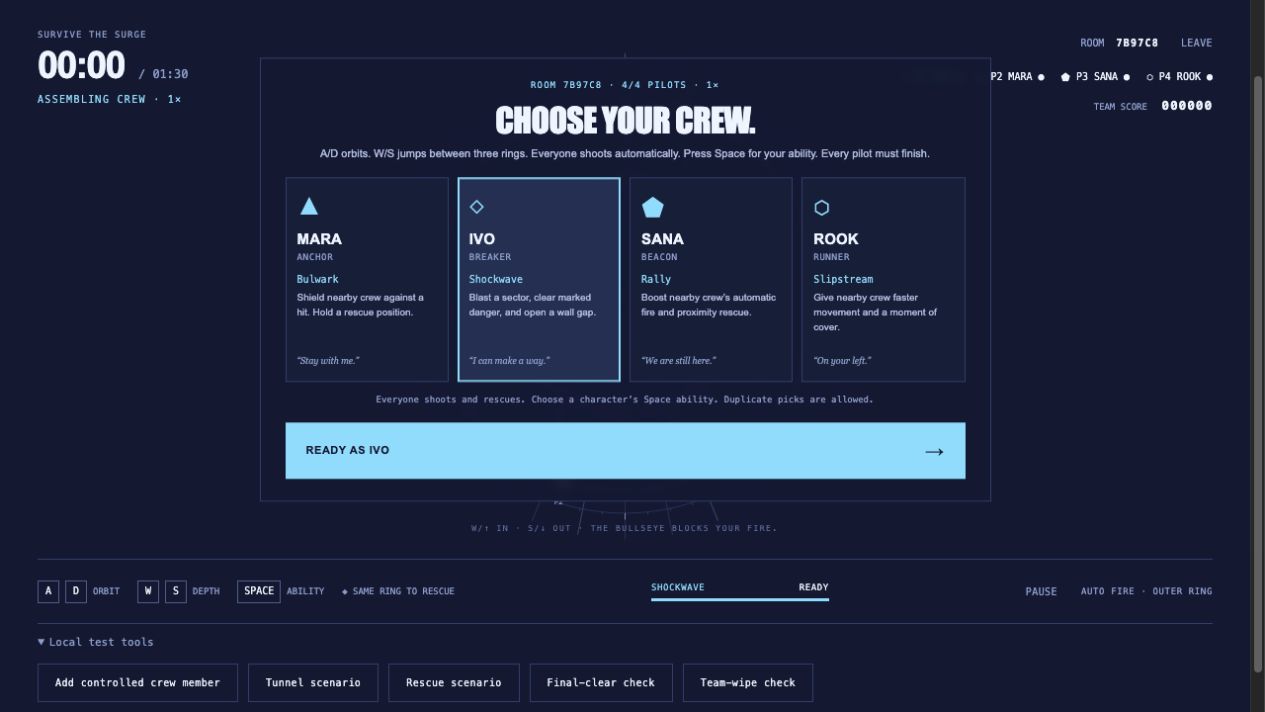 SURVIVE THE SURGE
00:00 / 01:30
ASSEMBLING CREW · 1×
ROOM 7B97C8 LEAVE
P2 MARA ● ⬟ P3 SANA ● ⬡ P4 ROOK ●
TEAM SCORE 000000
ROOM 7B97C8 · 4/4 PILOTS · 1×
CHOOSE YOUR CREW.
A/D orbits. W/S jumps between three rings. Everyone shoots automatically. Press Space for your ability. Every pilot must finish.
MARA
ANCHOR
Bulwark
Shield nearby crew against a
hit. Hold a rescue position.
“Stay with me.”
IVO
BREAKER
Shockwave
Blast a sector, clear marked
danger, and open a wall gap.
“I can make a way.”
SANA
BEACON
Rally
Boost nearby crew’s automatic
fire and proximity rescue.
“We are still here.”
ROOK
RUNNER
Slipstream
Give nearby crew faster
movement and a moment of
cover.
“On your left.”
Everyone shoots and rescues. Choose a character’s Space ability. Duplicate picks are allowed.
READY AS IVO →
W/↑ IN · S/↓ OUT · THE BULLSEYE BLOCKS YOUR FIRE.
A D ORBIT W S DEPTH SPACE ABILITY ◆ SAME RING TO RESCUE
SHOCKWAVE READY
PAUSE AUTO FIRE · OUTER RING
▼ Local test tools
Add controlled crew member Tunnel scenario Rescue scenario Final-clear check Team-wipe check